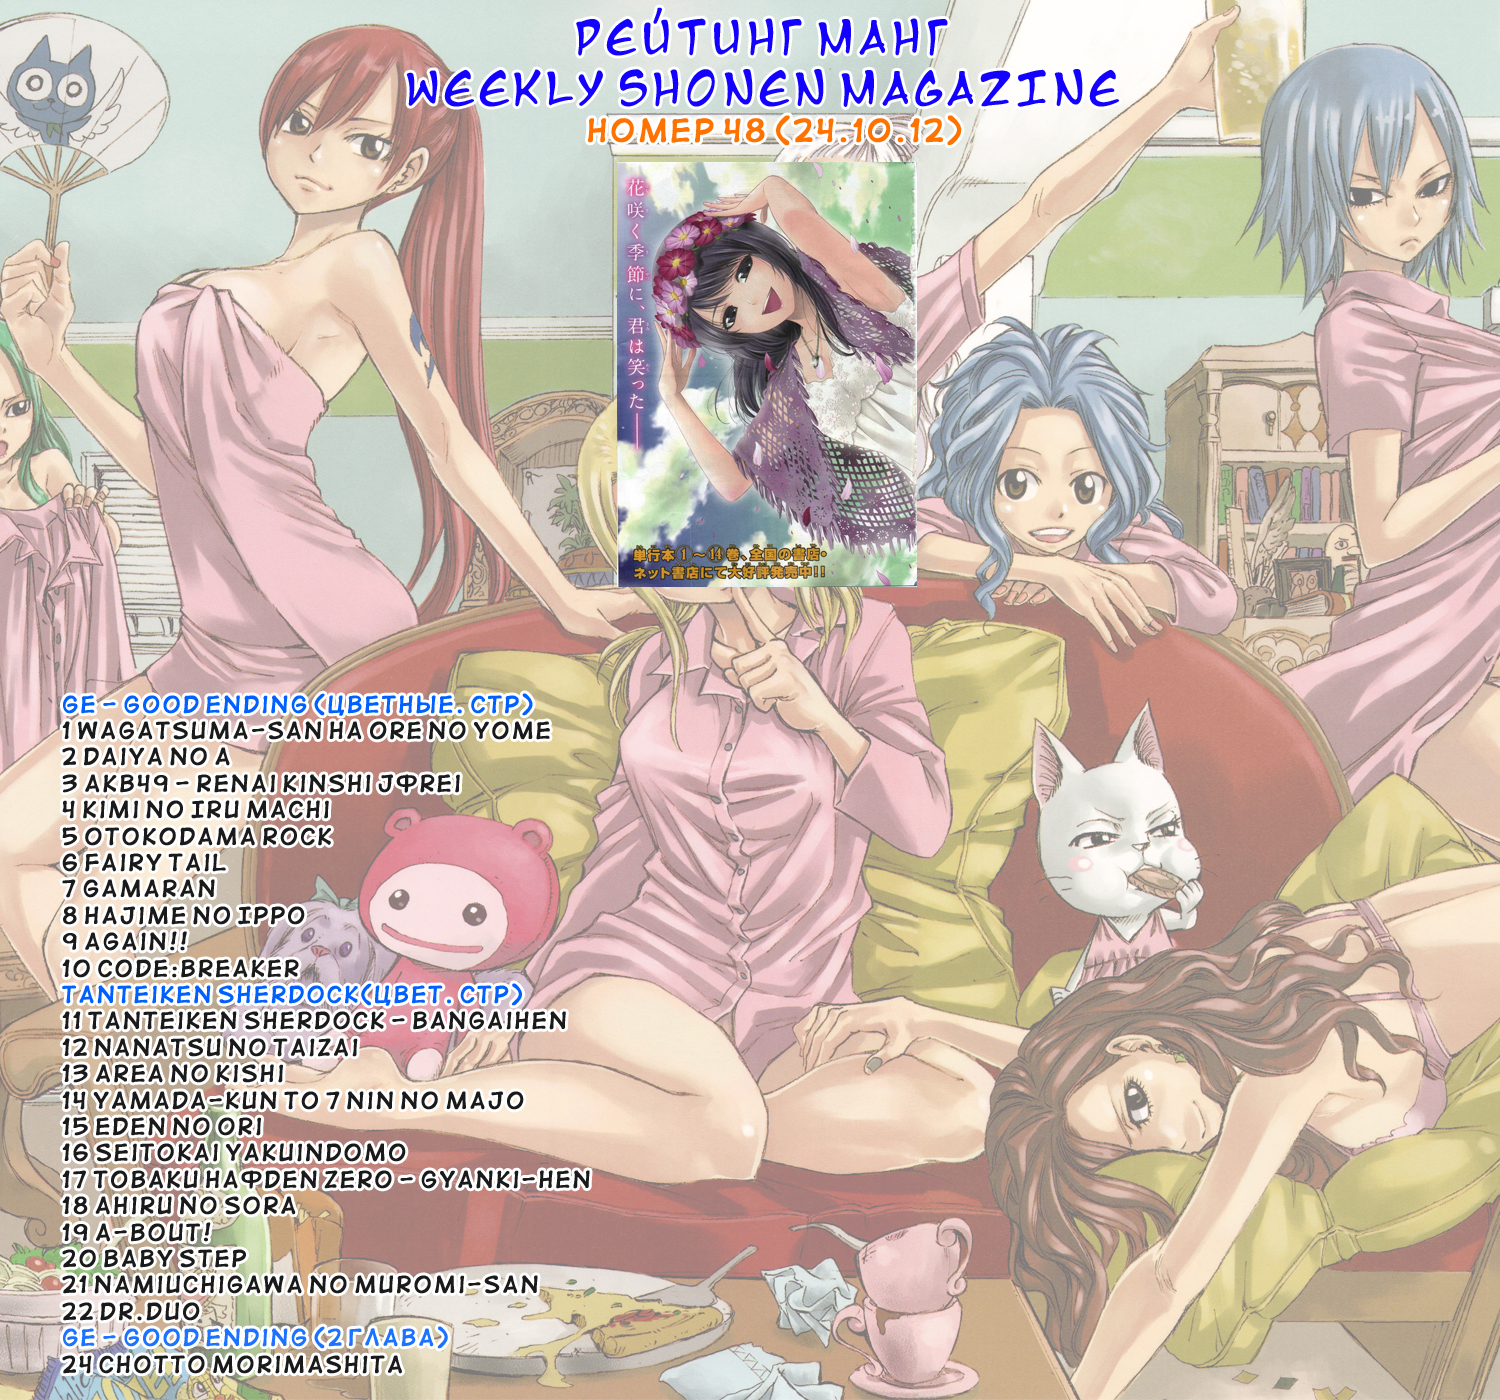 РЕЙТИНГ МАНГ
WEEKLY SHONEN MAGAZINE
НОМЕР 48 (24.10.12)
花咲く季節に、君は笑った――
単行本1〜14巻、全国の書店・
ネット書店にて大好評発売中!!
GE - GOOD ENDING (ЦВЕТНЫЕ. СТР)
1 WAGATSUMA-SAN HA ORE NO YOME
2 DAIYA NO A
3 AKB49 - RENAI KINSHI JФREI
4 KIMI NO IRU MACHI
5 OTOKODAMA ROCK
6 FAIRY TAIL
7 GAMARAN
8 HAJIME NO IPPO
9 AGAIN!!
10 CODE:BREAKER
TANTEIKEN SHERDOCK(ЦВЕТ. СТР)
11 TANTEIKEN SHERDOCK - BANGAIHEN
12 NANATSU NO TAIZAI
13 AREA NO KISHI
14 YAMADA-KUN TO 7 NIN NO MAJO
15 EDEN NO ORI
16 SEITOKAI YAKUINDOMO
17 TOBAKU HAФDEN ZERO - GYANKI-HEN
18 AHIRU NO SORA
19 A-BOUT!
20 BABY STEP
21 NAMIUCHIGAWA NO MUROMI-SAN
22 DR.DUO
GE - GOOD ENDING (2 ГЛАВА)
24 CHOTTO MORIMASHITA